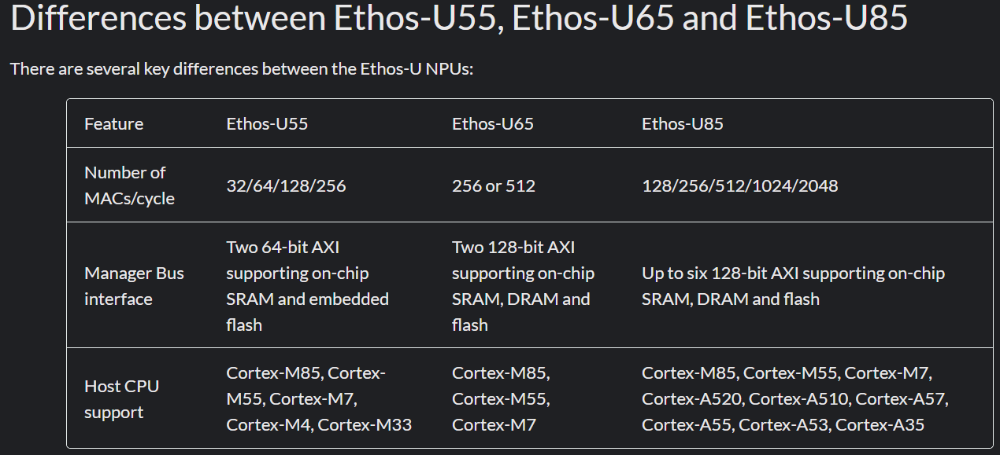 Differences between Ethos-U55, Ethos-U65 and Ethos-U85
There are several key differences between the Ethos-U NPUs:
Feature
Ethos-U55
Ethos-U65
Ethos-U85
Number of
MACs/cycle
32/64/128/256
256 or 512
128/256/512/1024/2048
Manager Bus
interface
Two 64-bit AXI
supporting on-chip
SRAM and embedded
flash
Two 128-bit AXI
supporting on-chip
SRAM, DRAM and
flash
Up to six 128-bit AXI supporting on-chip
SRAM, DRAM and flash
Host CPU
support
Cortex-M85, Cortex-
M55, Cortex-M7,
Cortex-M4, Cortex-M33
Cortex-M85,
Cortex-M55,
Cortex-M7
Cortex-M85, Cortex-M55, Cortex-M7,
Cortex-A520, Cortex-A510, Cortex-A57,
Cortex-A55, Cortex-A53, Cortex-A35